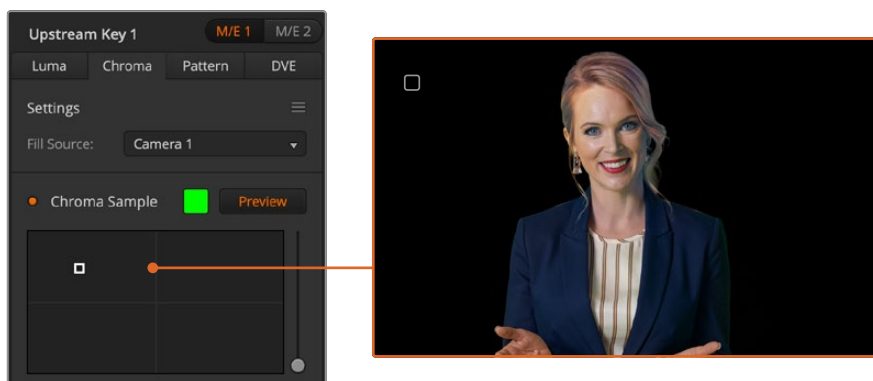 Upstream Key 1 M/E 1 M/E 2
Luma Chroma Pattern DVE
Settings
Fill Source: Camera 1
Chroma Sample Preview